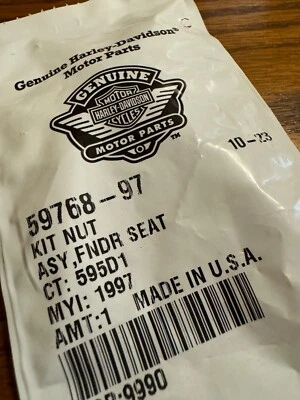 Genuine Harley-Davidson®
Motor Parts
GENUINE
MOTOR
HARLEY-DAVIDSON
CYCLES
MOTOR PARTS
TM
10-23
59768-97
KIT NUT
ASY,FNDR SEAT
CT: 595D1
MYI: 1997
AMT:1 MADE IN U.S.A.